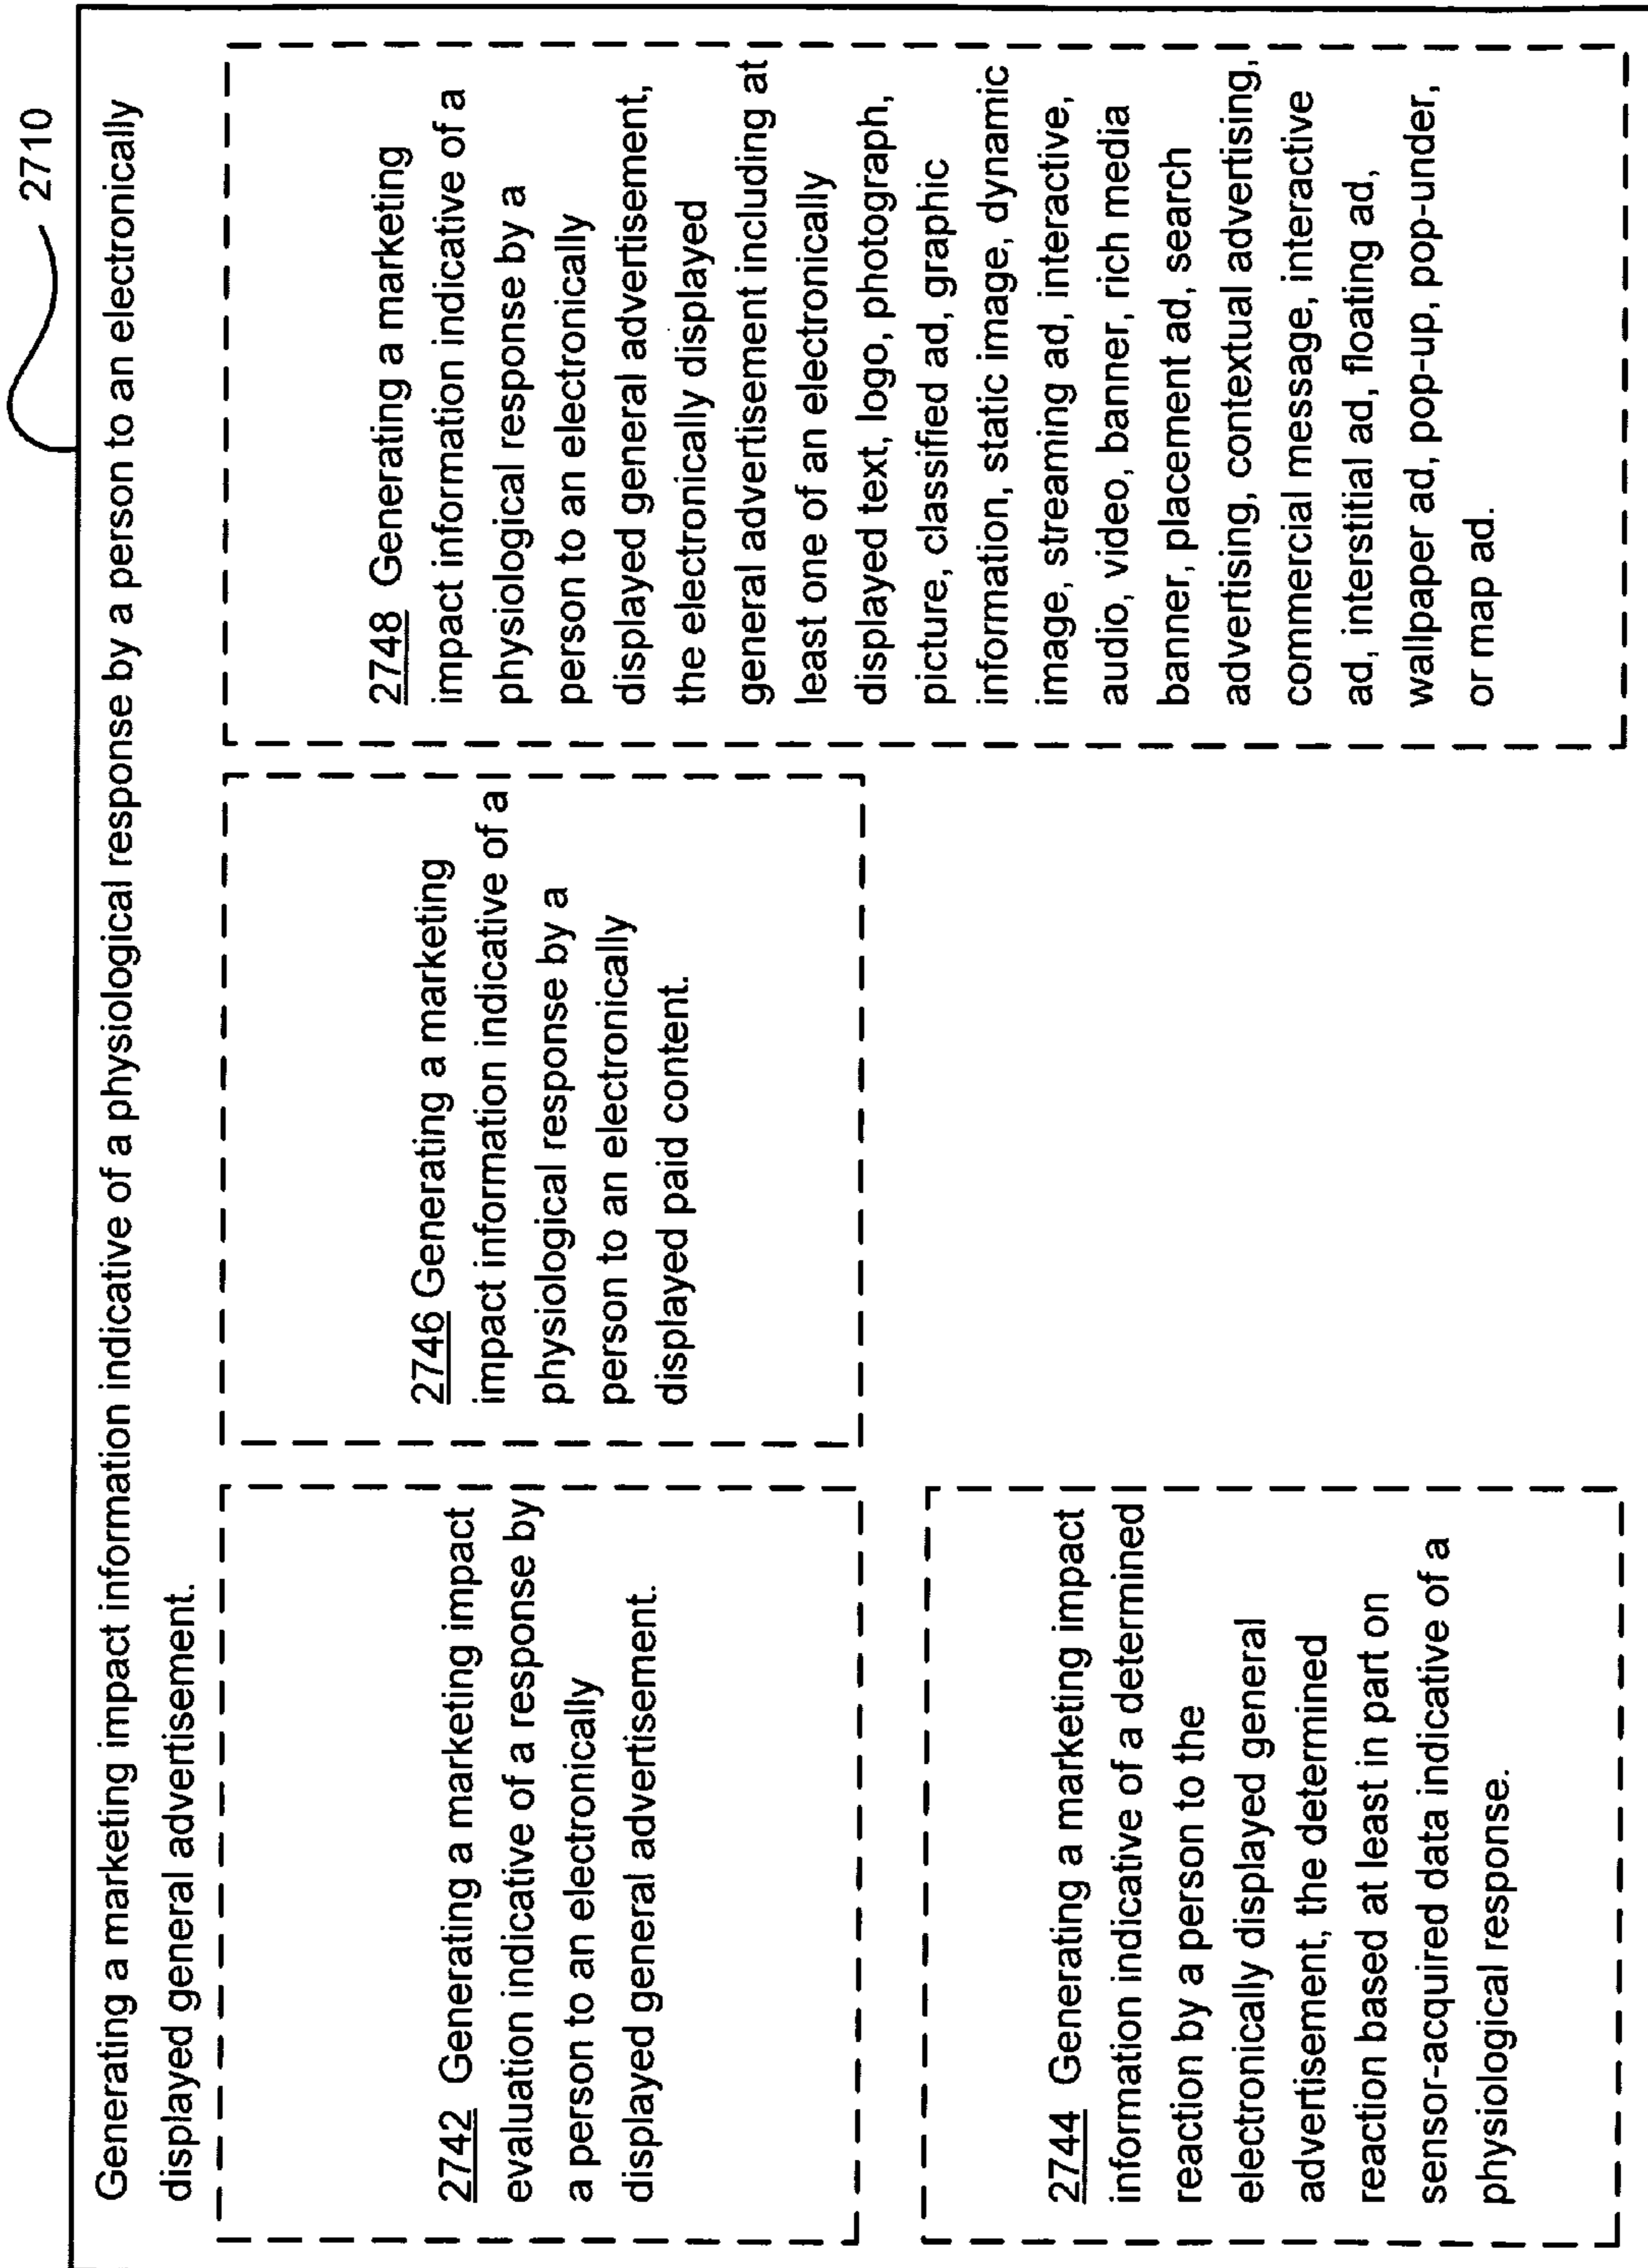 2710
Generating a marketing impact information indicative of a physiological response by a person to an electronically
displayed general advertisement.
2742 Generating a marketing impact
evaluation indicative of a response by
a person to an electronically
displayed general advertisement.
2744 Generating a marketing impact
information indicative of a determined
reaction by a person to the
electronically displayed general
advertisement, the determined
reaction based at least in part on
sensor-acquired data indicative of a
physiological response.
2746 Generating a marketing
impact information indicative of a
physiological response by a
person to an electronically
displayed paid content.
2748 Generating a marketing
impact information indicative of a
physiological response by a
person to an electronically
displayed general advertisement,
the electronically displayed
general advertisement including at
least one of an electronically
displayed text, logo, photograph,
picture, classified ad, graphic
information, static image, dynamic
image, streaming ad, interactive,
audio, video, banner, rich media
banner, placement ad, search
advertising, contextual advertising,
commercial message, interactive
ad, interstitial ad, floating ad,
wallpaper ad, pop-up, pop-under,
or map ad.